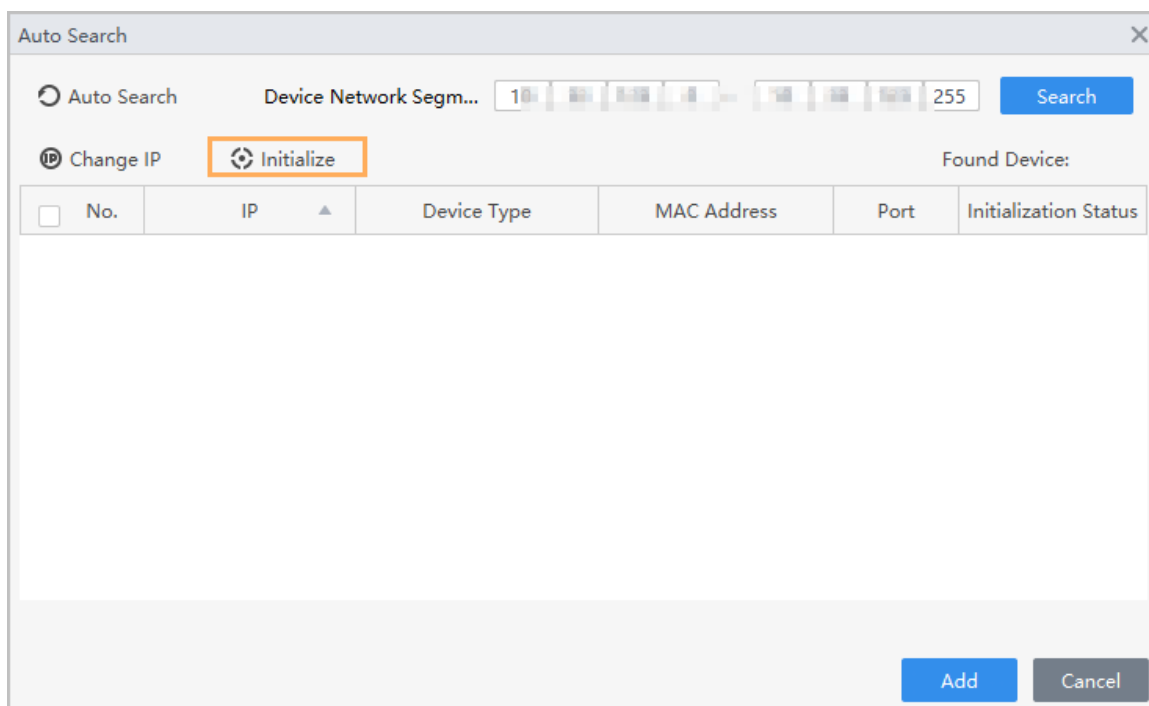 Auto Search
Auto Search Device Network Segm... 255 Search
Change IP Initialize Found Device:
No. IP Device Type MAC Address Port Initialization Status
Add Cancel